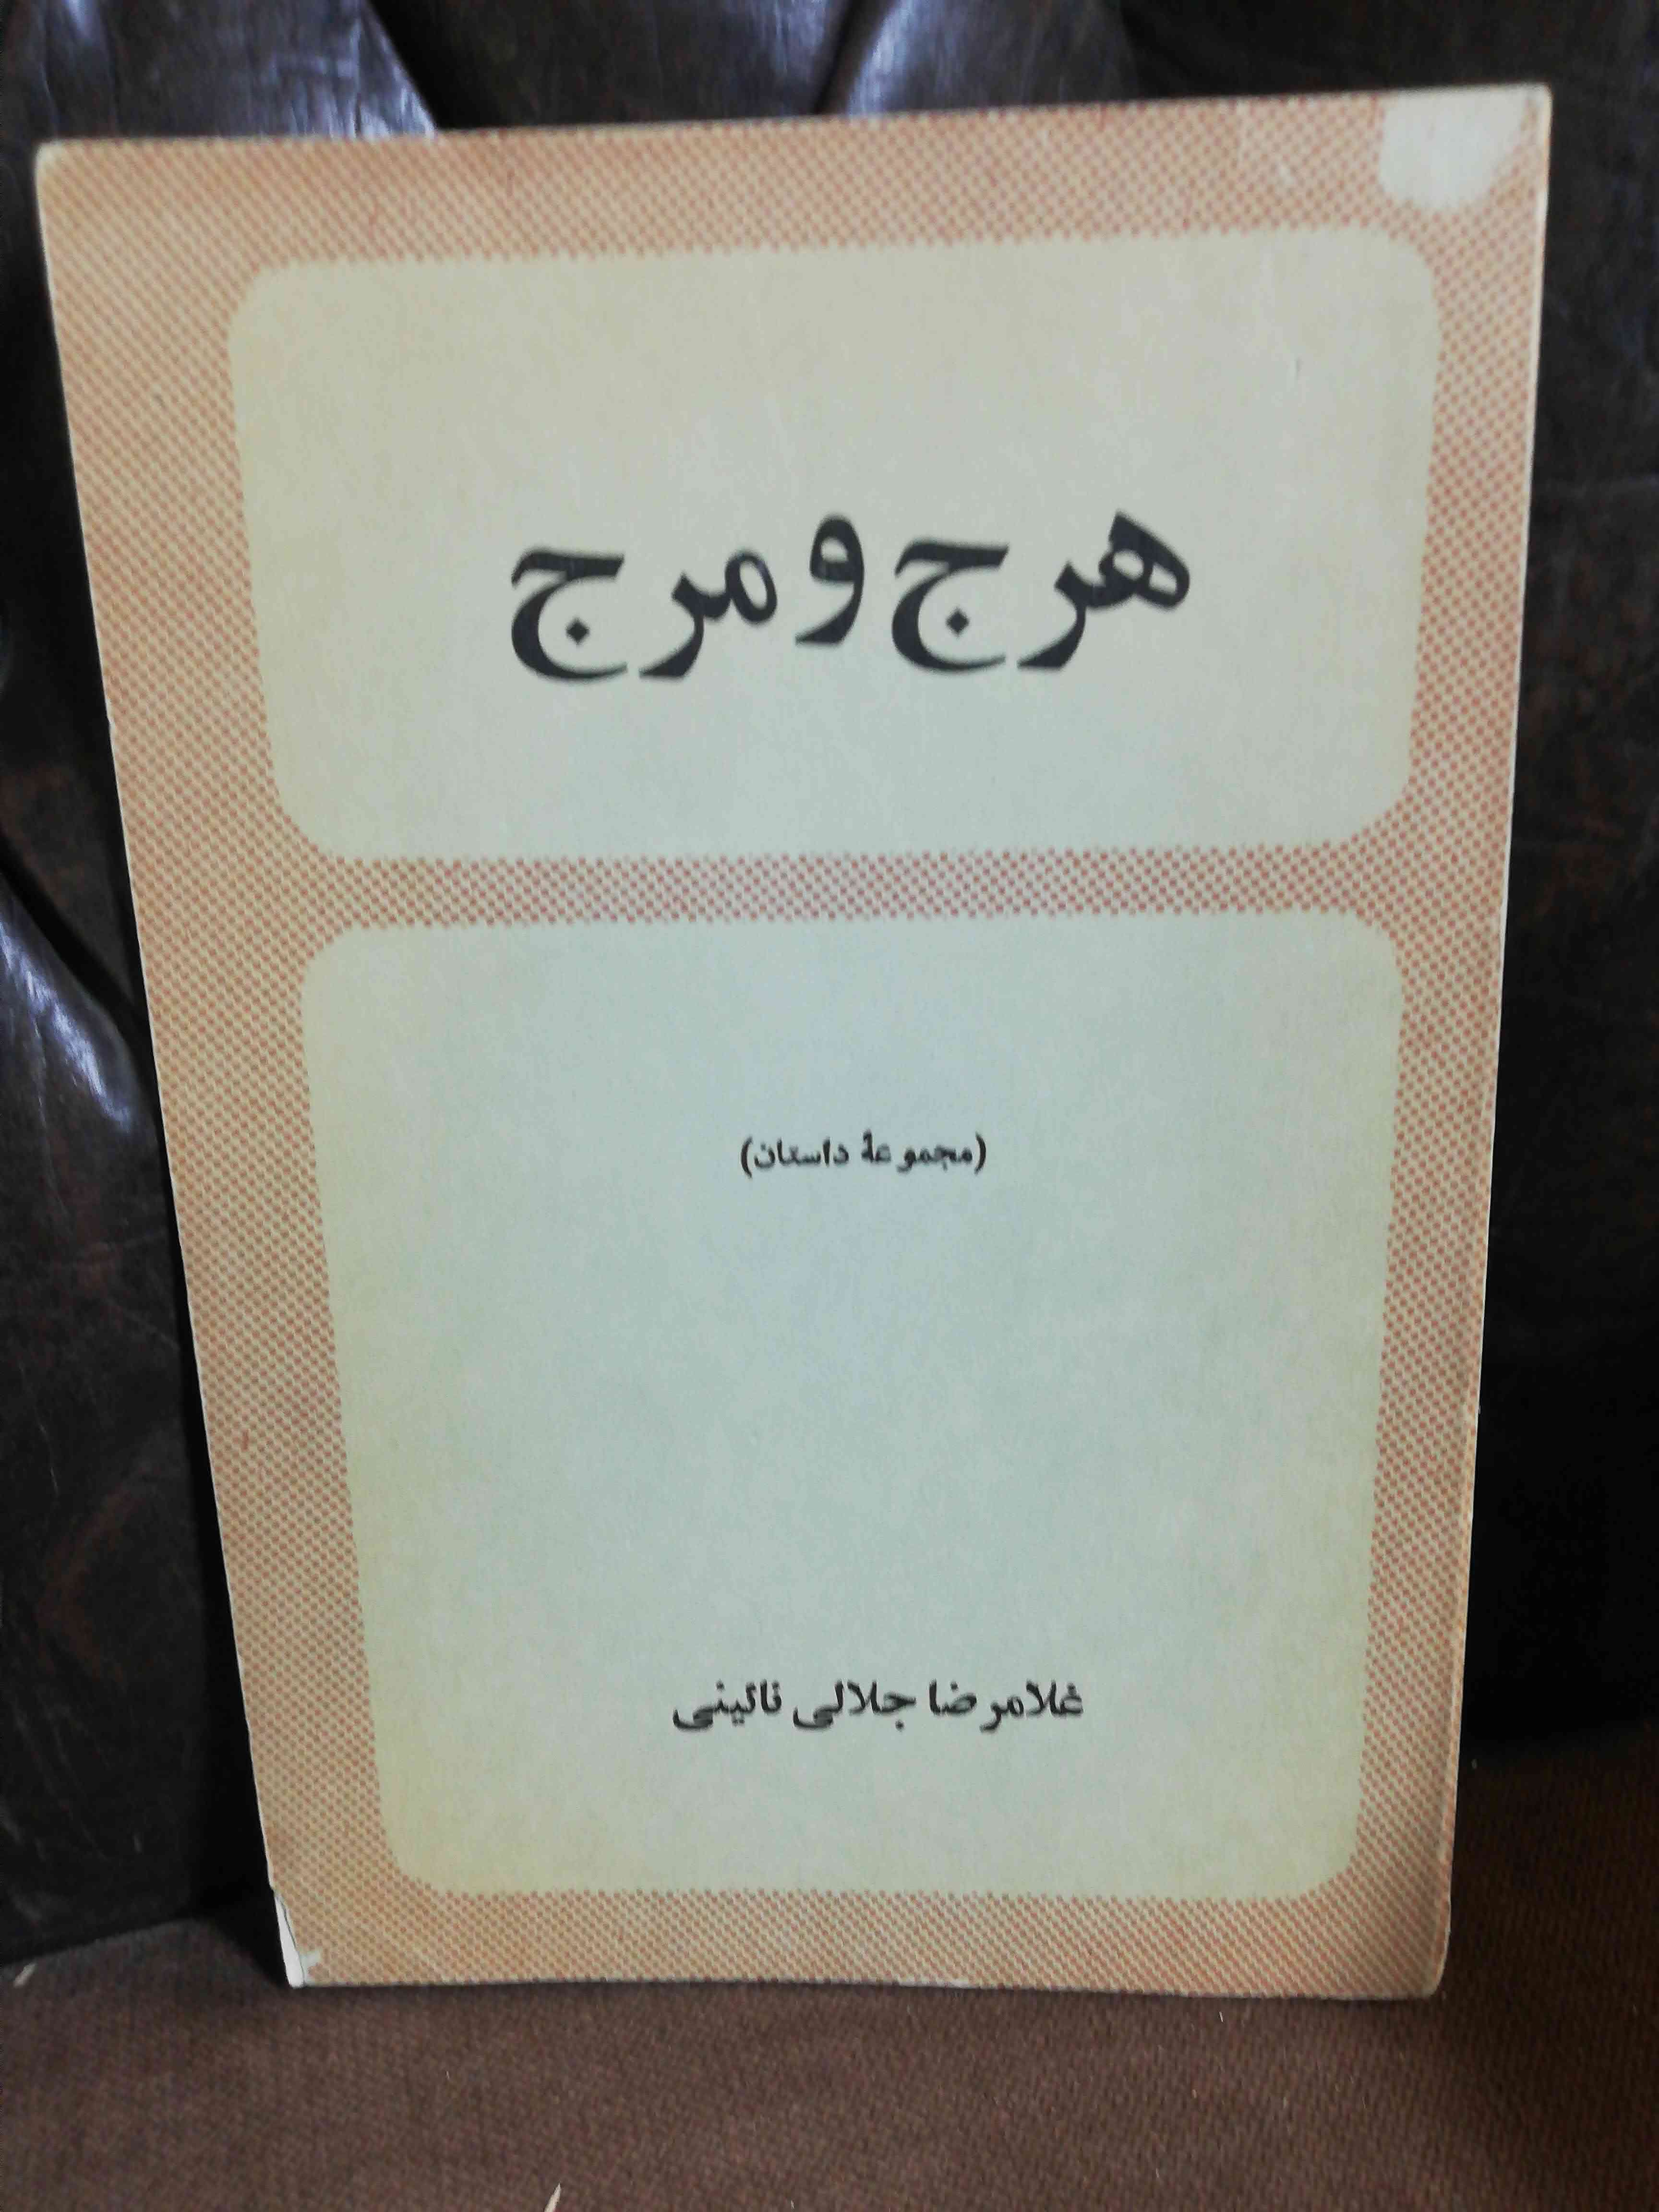 هرج و مرج
(مجموعهٔ داستان)
غلامرضا جلالی نائینی